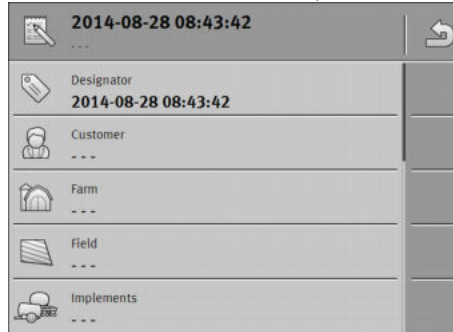 2014-08-28 08:43:42
---
Designator
2014-08-28 08:43:42
Customer
---
Farm
---
Field
---
Implements
---